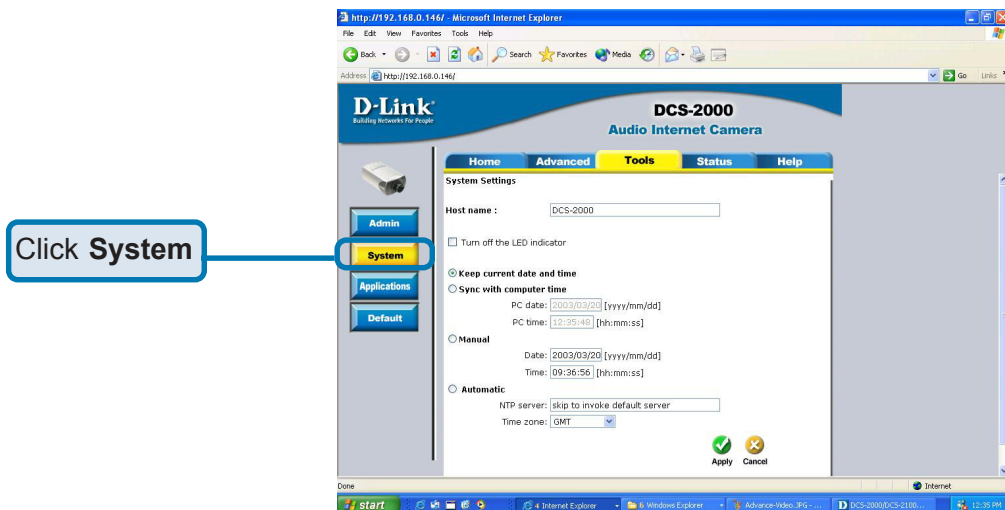 http://192.168.0.146/ - Microsoft Internet Explorer
File Edit View Favorites Tools Help
Back Search Favorites Media
Address http://192.168.0.146/ Go Links
D-Link
Building Networks For People
DCS-2000
Audio Internet Camera
Home Advanced Tools Status Help
System Settings
Host name : DCS-2000
Admin
Turn off the LED indicator
Click System
System
Keep current date and time
Applications
Sync with computer time
PC date: 2003/03/20 [yyyy/mm/dd]
Default
PC time: 12:35:48 [hh:mm:ss]
Manual
Date: 2003/03/20 [yyyy/mm/dd]
Time: 09:36:56 [hh:mm:ss]
Automatic
NTP server: skip to invoke default server
Time zone: GMT
Apply Cancel
Done Internet
start 4 Internet Explorer 6 Windows Explorer Advance-Video.JPG - ... DCS-2000/DCS-2100... 12:35 PM